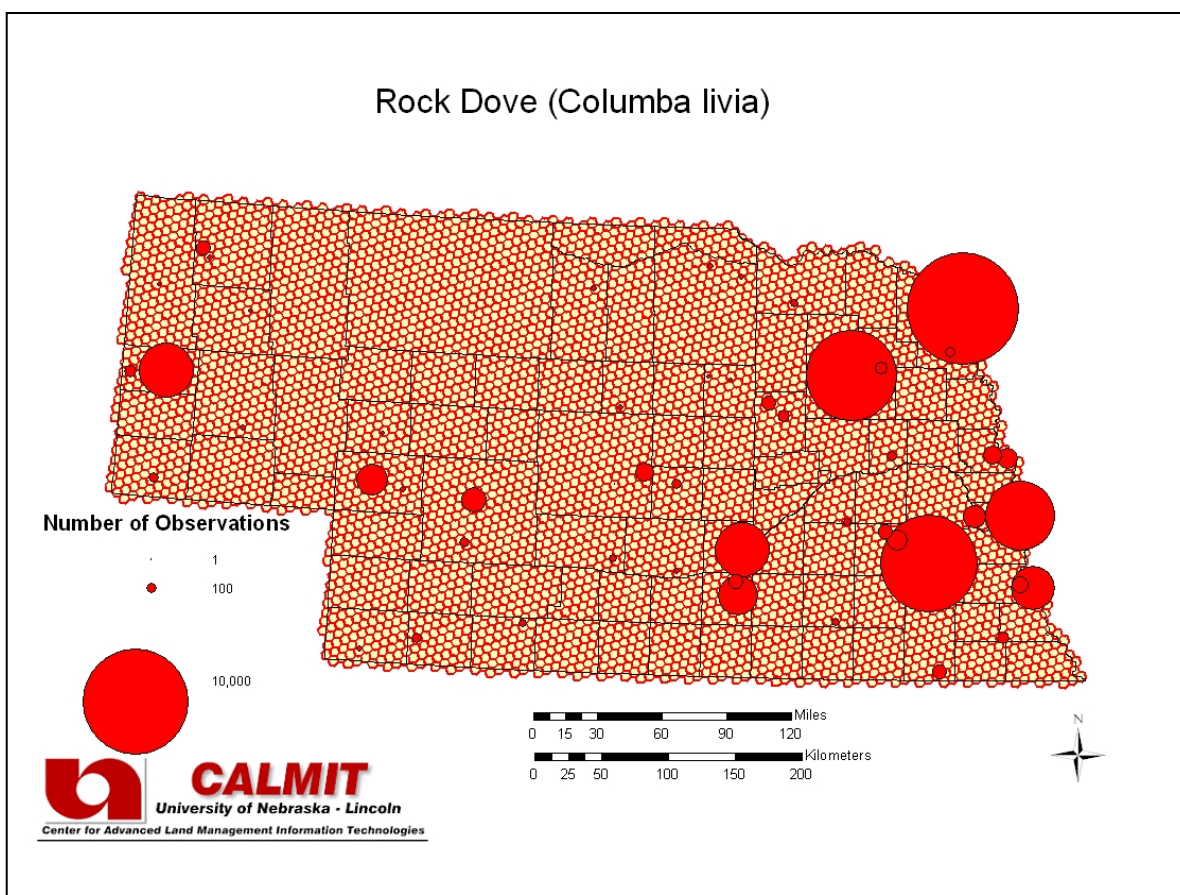 Rock Dove (Columba livia)
Number of Observations
1
100
10,000
Miles
0 15 30 60 90 120
Kilometers
0 25 50 100 150 200
N
CALMIT
University of Nebraska - Lincoln
Center for Advanced Land Management Information Technologies